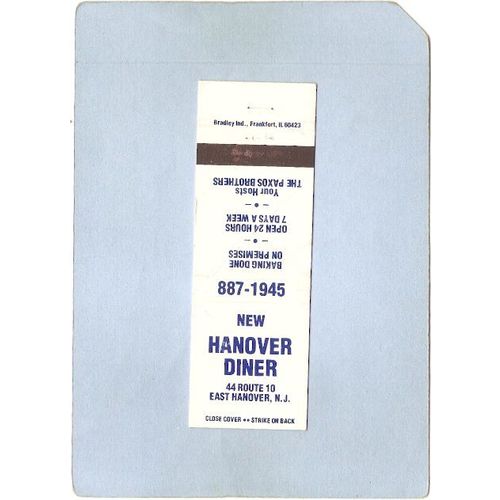 Bradley Ind., Frankfort, IL 60423
Your Hosts
THE PAXOS BROTHERS
OPEN 24 HOURS
7 DAYS A WEEK
BAKING DONE
ON PREMISES
887-1945
NEW
HANOVER
DINER
44 ROUTE 10
EAST HANOVER, N.J.
CLOSE COVER •• STRIKE ON BACK